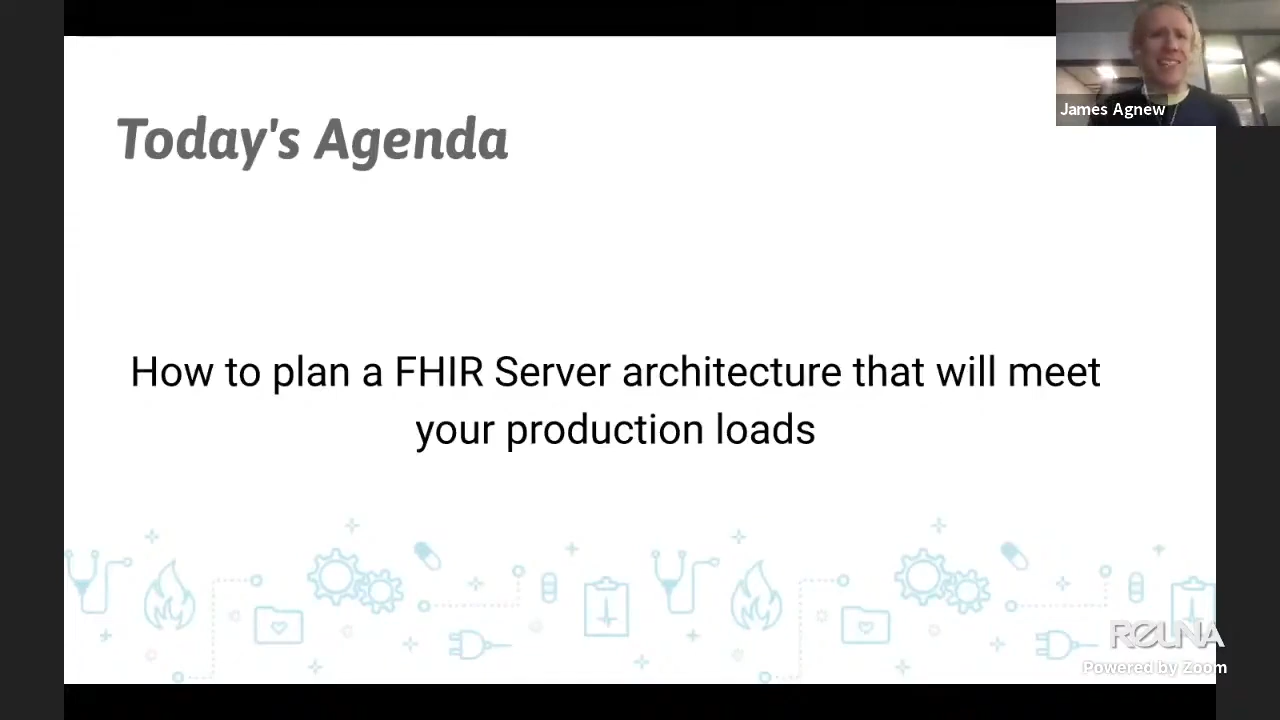 James Agnew
Today's Agenda
How to plan a FHIR Server architecture that will meet
your production loads
Powered by Zoom